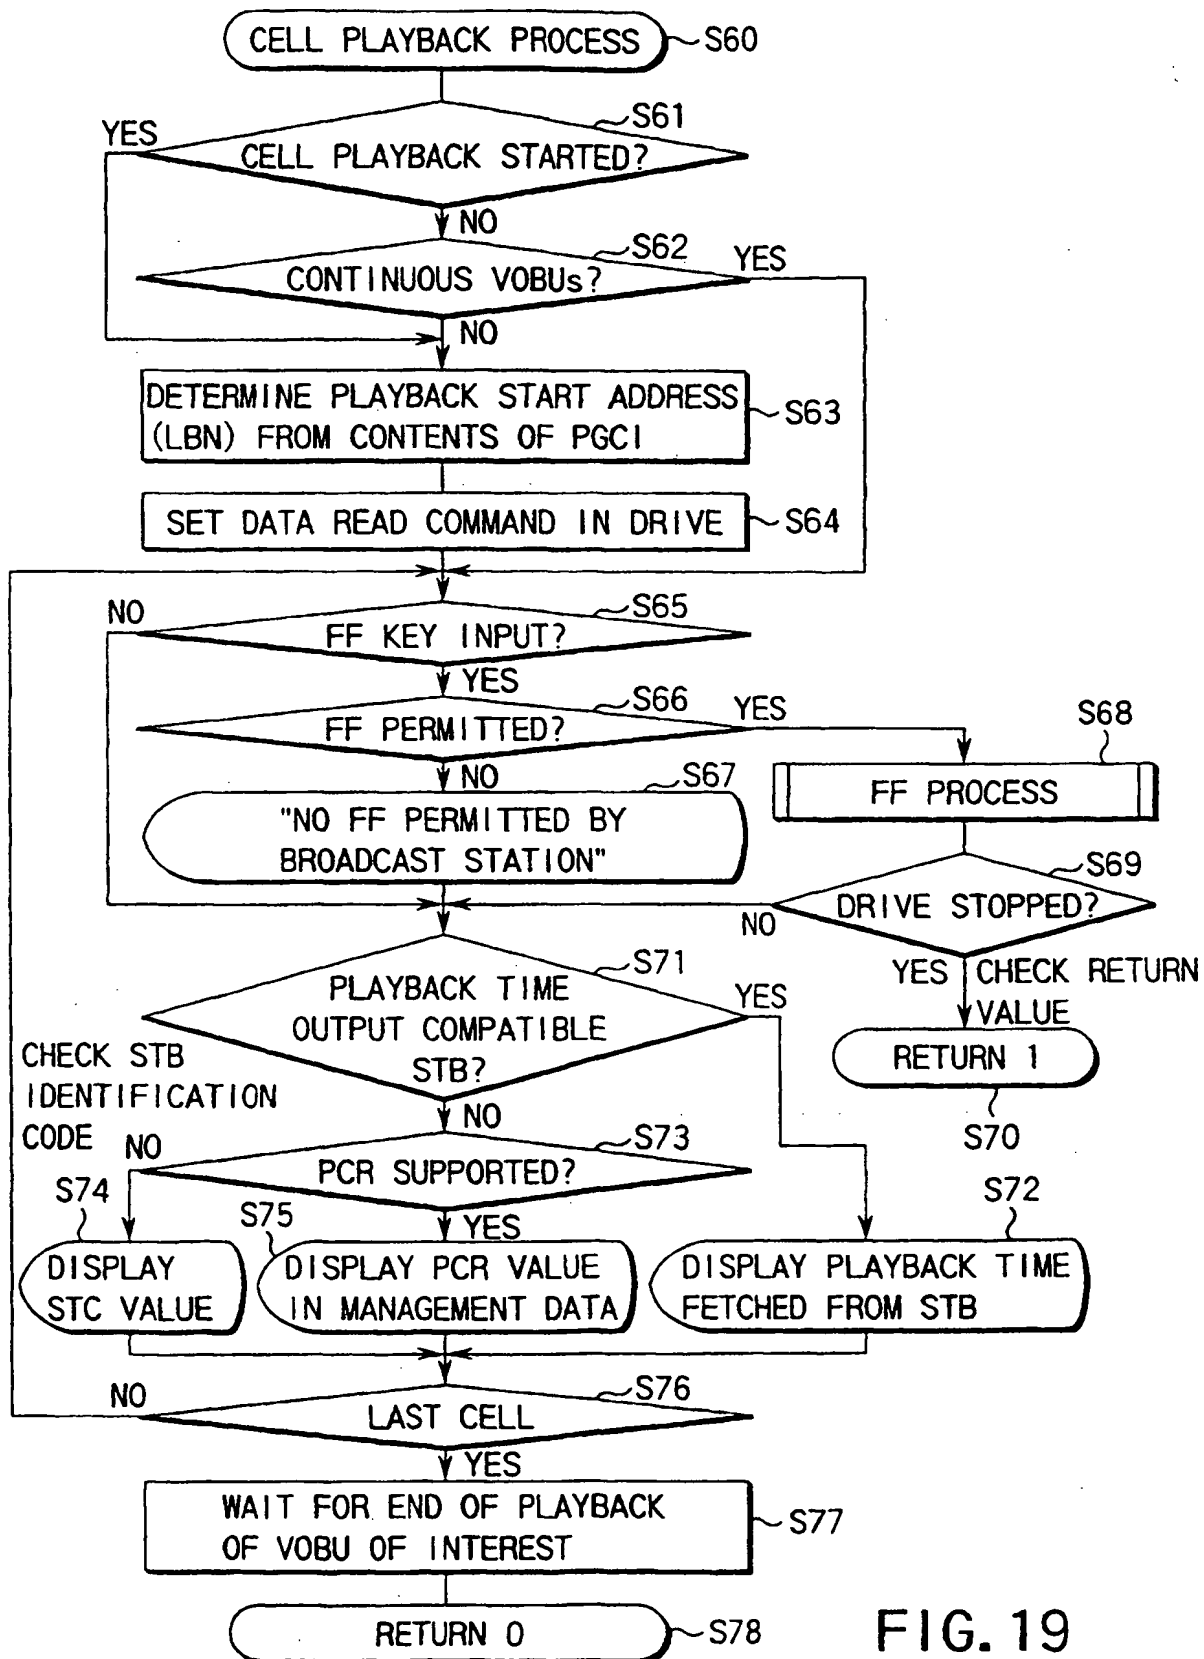 CELL PLAYBACK PROCESS
S60
S61
YES
CELL PLAYBACK STARTED?
NO
S62
YES
CONTINUOUS VOBUs?
NO
DETERMINE PLAYBACK START ADDRESS
(LBN) FROM CONTENTS OF PGCI
S63
SET DATA READ COMMAND IN DRIVE
S64
NO
S65
FF KEY INPUT?
YES
S66
YES
S68
FF PERMITTED?
NO
S67
FF PROCESS
"NO FF PERMITTED BY
BROADCAST STATION"
S69
DRIVE STOPPED?
NO
YES
CHECK RETURN
VALUE
S71
PLAYBACK TIME
OUTPUT COMPATIBLE
STB?
YES
RETURN 1
S70
CHECK STB
IDENTIFICATION
CODE
NO
NO
S73
PCR SUPPORTED?
S74
S75
YES
S72
DISPLAY
STC VALUE
DISPLAY PCR VALUE
IN MANAGEMENT DATA
DISPLAY PLAYBACK TIME
FETCHED FROM STB
NO
S76
LAST CELL
YES
WAIT FOR END OF PLAYBACK
OF VOBU OF INTEREST
S77
RETURN 0
S78
FIG. 19